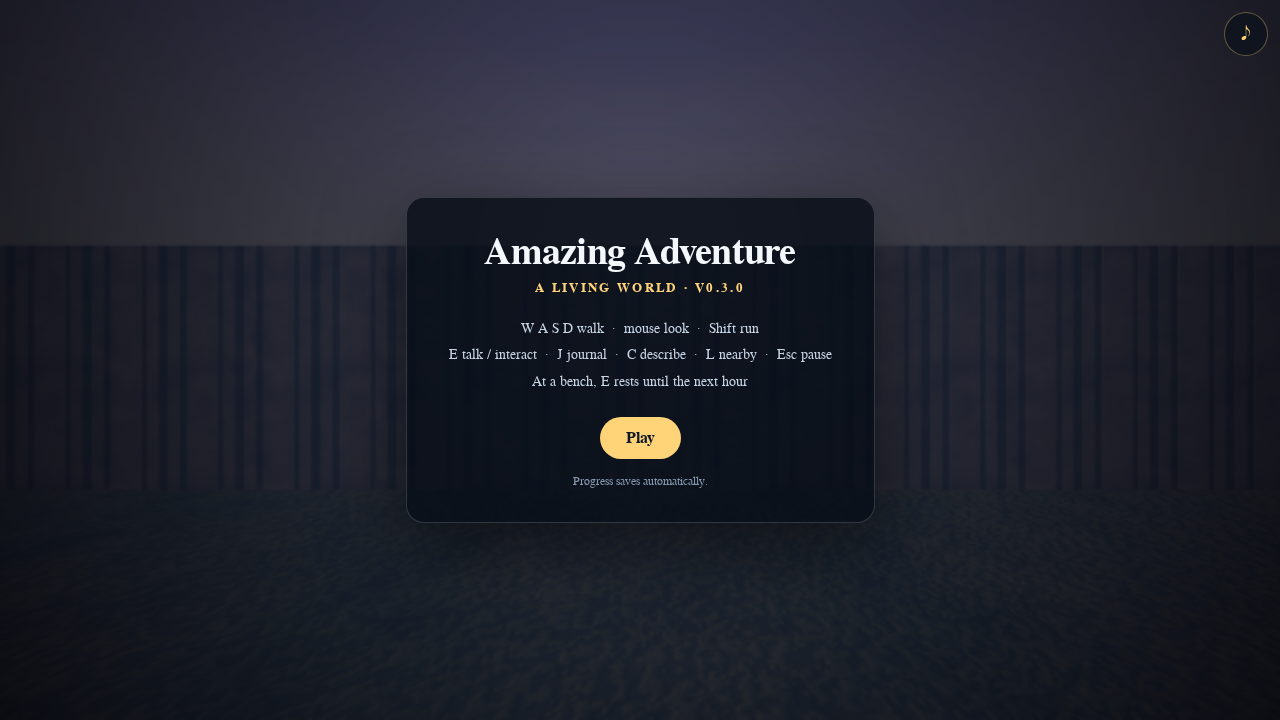 ♪
Amazing Adventure
A LIVING WORLD · V0.3.0
W A S D walk · mouse look · Shift run
E talk / interact · J journal · C describe · L nearby · Esc pause
At a bench, E rests until the next hour
Play
Progress saves automatically.